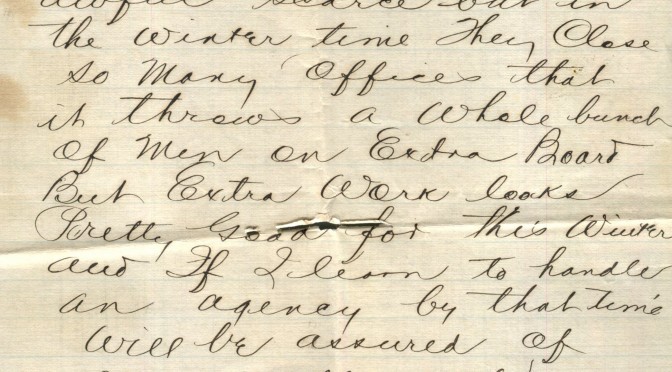 awful scarce but in
the winter time They Close
so Many Offices that
it throws a Whole bunch
Of Men on Extra Board
But Extra Work looks
Pretty Good for this Winter
and If I learn to handle
an agency by that time
Will be assured of